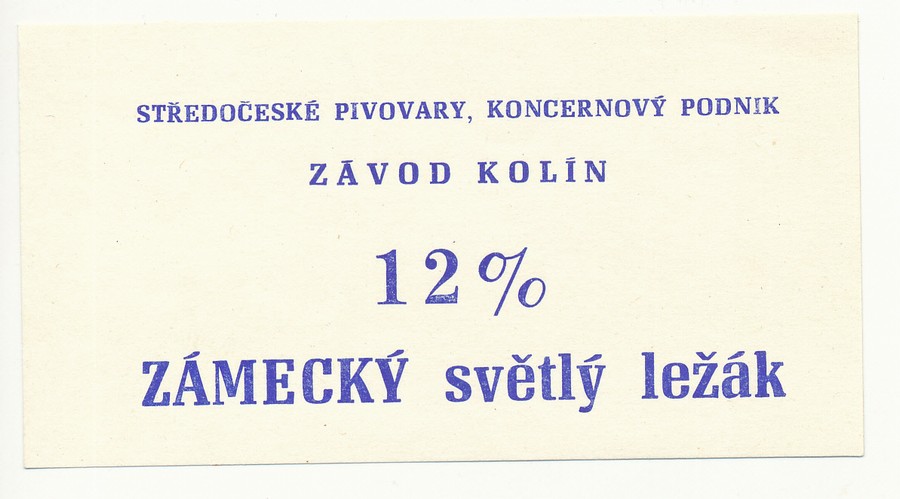 STŘEDOČESKÉ PIVOVARY, KONCERNOVÝ PODNIK
ZÁVOD KOLÍN
12%
ZÁMECKÝ světlý ležák